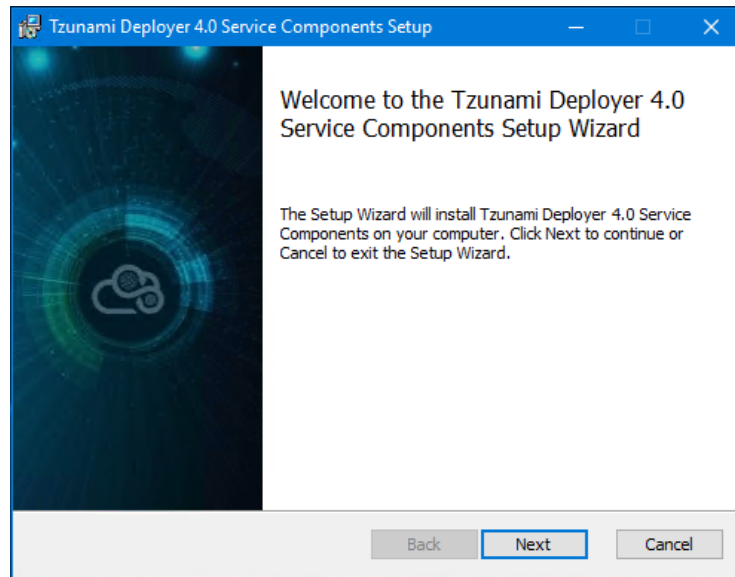 Tzunami Deployer 4.0 Service Components Setup
Welcome to the Tzunami Deployer 4.0
Service Components Setup Wizard
The Setup Wizard will install Tzunami Deployer 4.0 Service
Components on your computer. Click Next to continue or
Cancel to exit the Setup Wizard.
Back Next Cancel